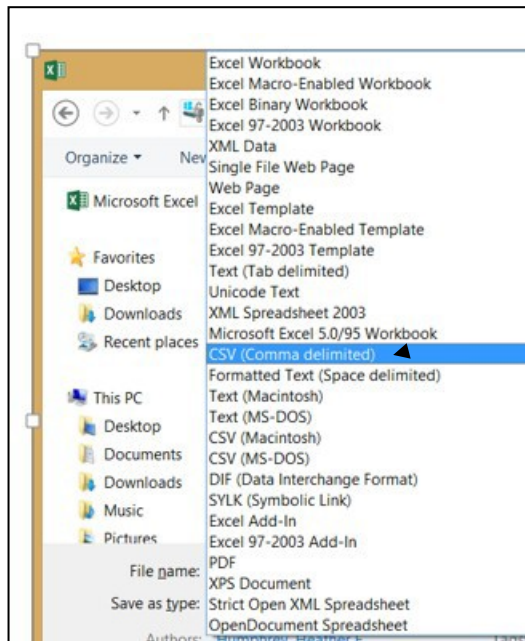 Excel Workbook
Excel Macro-Enabled Workbook
Excel Binary Workbook
Excel 97-2003 Workbook
XML Data
Single File Web Page
Web Page
Excel Template
Excel Macro-Enabled Template
Excel 97-2003 Template
Text (Tab delimited)
Unicode Text
XML Spreadsheet 2003
Microsoft Excel 5.0/95 Workbook
CSV (Comma delimited)
Formatted Text (Space delimited)
Text (Macintosh)
Text (MS-DOS)
CSV (Macintosh)
CSV (MS-DOS)
DIF (Data Interchange Format)
SYLK (Symbolic Link)
Excel Add-In
Excel 97-2003 Add-In
PDF
XPS Document
Strict Open XML Spreadsheet
OpenDocument Spreadsheet
Organize
Microsoft Excel
Favorites
Desktop
Downloads
Recent places
This PC
Desktop
Documents
Downloads
Music
Pictures
File name:
Save as type:
Authors: Humphrey, Heather F Tags